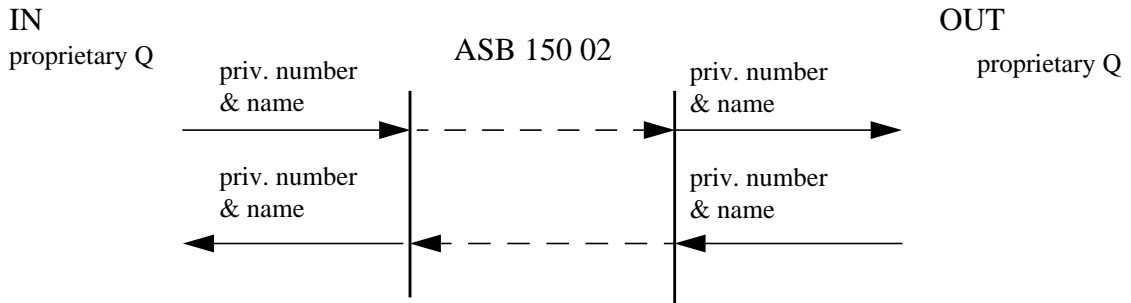 IN
OUT
proprietary Q
ASB 150 02
proprietary Q
priv. number
& name
priv. number
& name
priv. number
& name
priv. number
& name